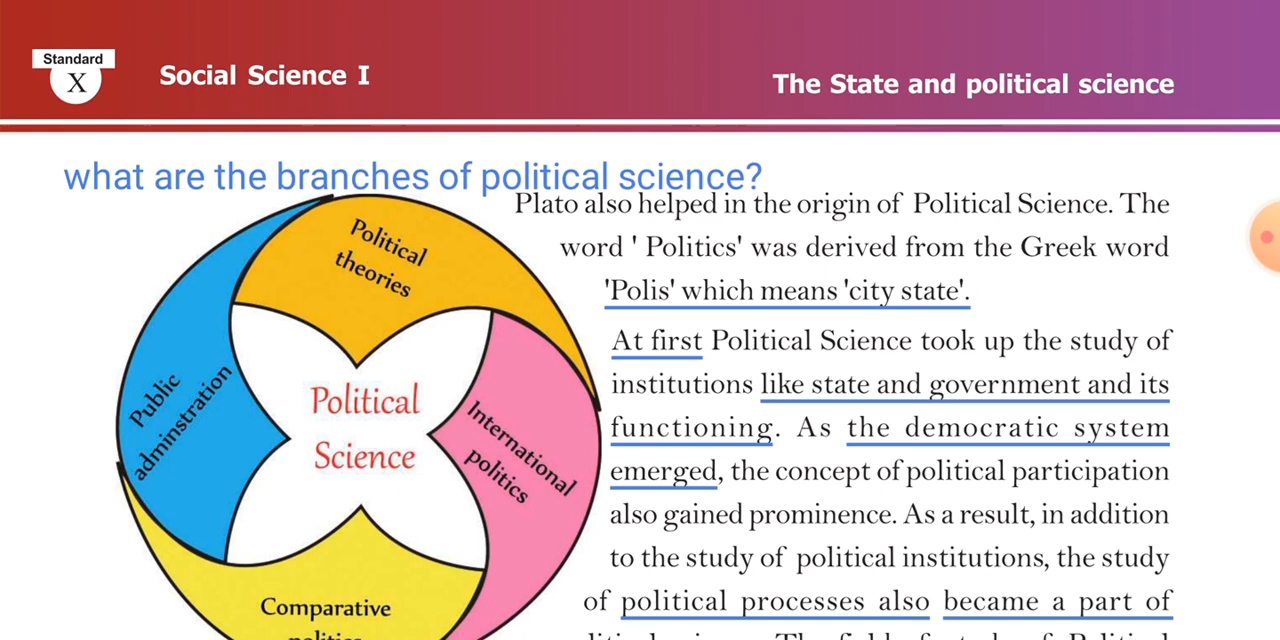 Standard
X
Social Science I
The State and political science
what are the branches of political science?
Political
theories
Public
adminstration
Political
Science
International
politics
Comparative
Plato also helped in the origin of Political Science. The
word ' Politics' was derived from the Greek word
'Polis' which means 'city state'.
At first Political Science took up the study of
institutions like state and government and its
functioning. As the democratic system
emerged, the concept of political participation
also gained prominence. As a result, in addition
to the study of political institutions, the study
of political processes also became a part of